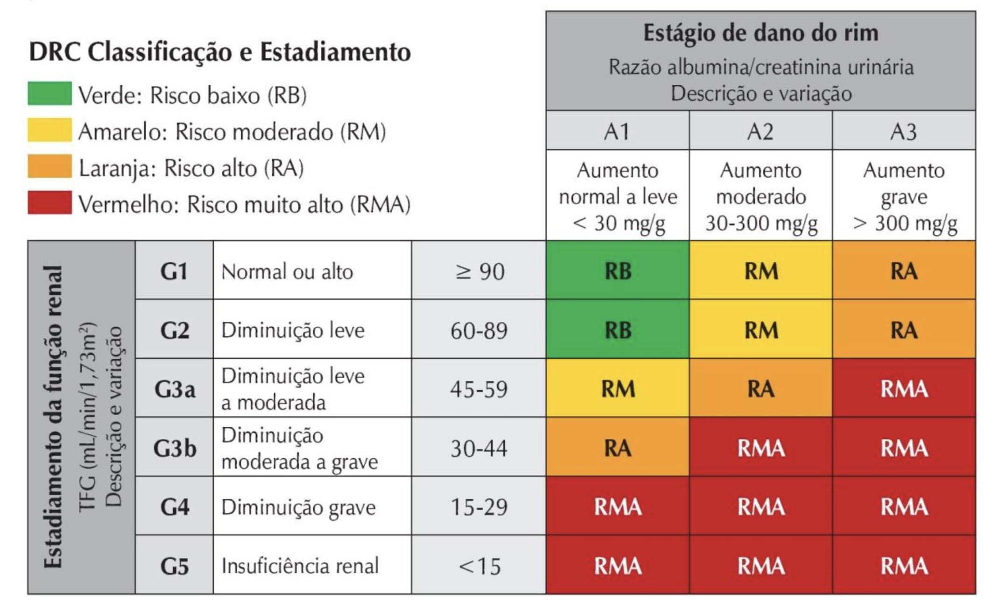 DRC Classificação e Estadiamento
Verde: Risco baixo (RB)
Amarelo: Risco moderado (RM)
Laranja: Risco alto (RA)
Vermelho: Risco muito alto (RMA)
Estágio de dano do rim
Razão albumina/creatinina urinária
Descrição e variação
A1 A2 A3
Aumento Aumento Aumento
normal a leve moderado grave
< 30 mg/g 30-300 mg/g > 300 mg/g
Estadiamento da função renal
TFG (mL/min/1,73m²)
Descrição e variação
G1 Normal ou alto ≥ 90 RB RM RA
G2 Diminuição leve 60-89 RB RM RA
G3a Diminuição leve
a moderada 45-59 RM RA RMA
G3b Diminuição
moderada a grave 30-44 RA RMA RMA
G4 Diminuição grave 15-29 RMA RMA RMA
G5 Insuficiência renal <15 RMA RMA RMA